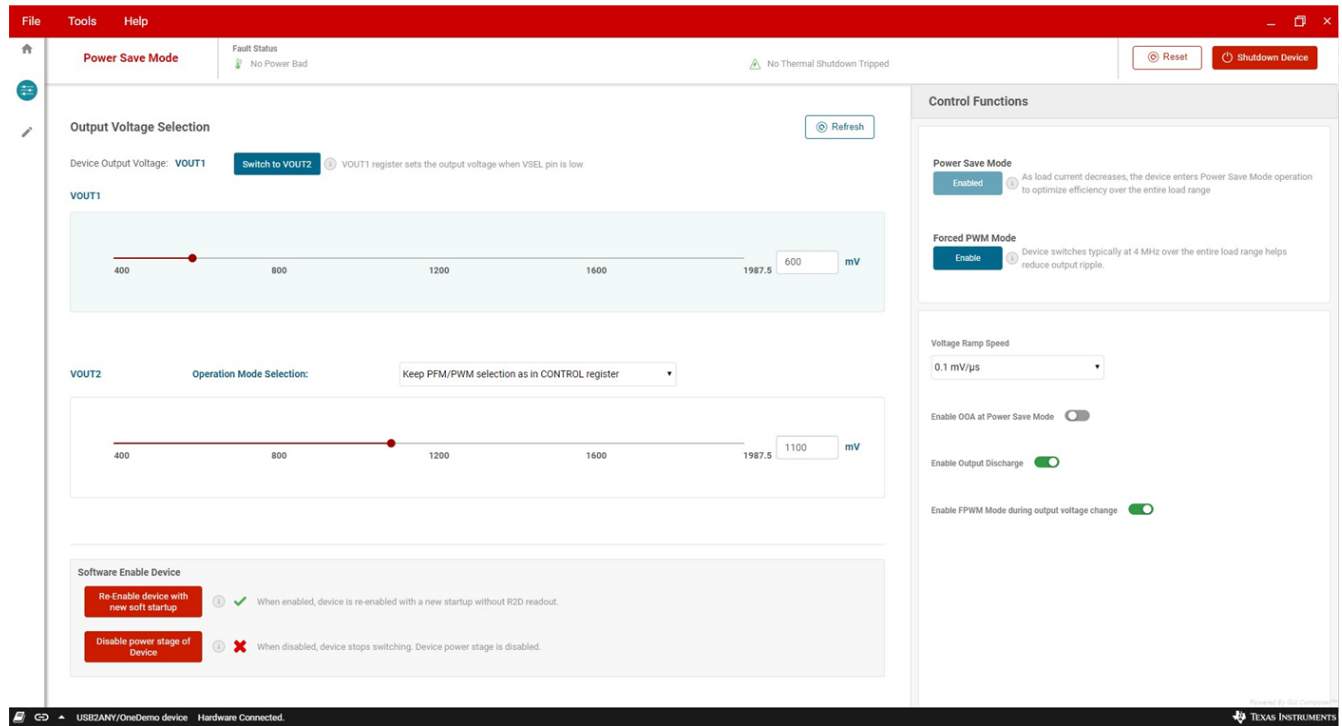 File Tools Help
Power Save Mode
Fault Status
No Power Bad
No Thermal Shutdown Tripped
Reset
Shutdown Device
Output Voltage Selection
Refresh
Device Output Voltage: VOUT1
Switch to VOUT2
VOUT1 register sets the output voltage when VSEL pin is low
VOUT1
400 800 1200 1600 1987.5
600 mV
VOUT2
Operation Mode Selection:
Keep PFM/PWM selection as in CONTROL register
400 800 1200 1600 1987.5
1100 mV
Software Enable Device
Re-Enable device with
new soft startup
When enabled, device is re-enabled with a new startup without R2D readout.
Disable power stage of
Device
When disabled, device stops switching. Device power stage is disabled.
Control Functions
Power Save Mode
Enabled
As load current decreases, the device enters Power Save Mode operation
to optimize efficiency over the entire load range
Forced PWM Mode
Enable
Device switches typically at 4 MHz over the entire load range helps
reduce output ripple.
Voltage Ramp Speed
0.1 mV/µs
Enable OOA at Power Save Mode
Enable Output Discharge
Enable FPWM Mode during output voltage change
Powered By GUI Composer
USB2ANY/OneDemo device Hardware Connected.
TEXAS INSTRUMENTS